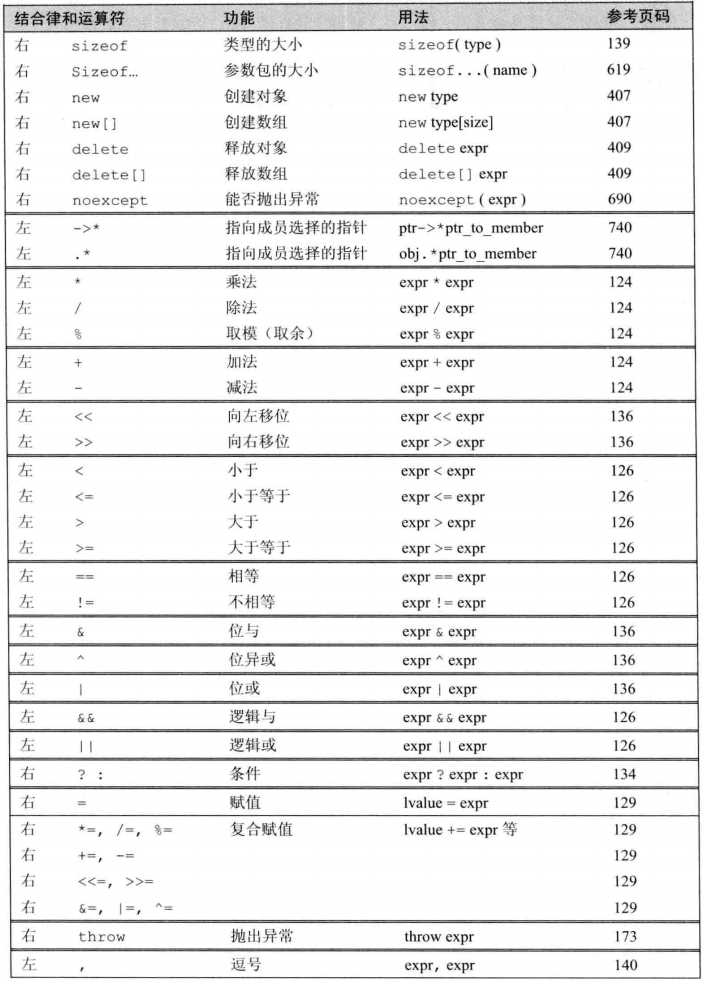 结合律和运算符 功能 用法 参考页码
右 sizeof 类型的大小 sizeof( type ) 139
右 Sizeof… 参数包的大小 sizeof...( name ) 619
右 new 创建对象 new type 407
右 new[] 创建数组 new type[size] 407
右 delete 释放对象 delete expr 409
右 delete[] 释放数组 delete[] expr 409
右 noexcept 能否抛出异常 noexcept ( expr ) 690
左 ->* 指向成员选择的指针 ptr->*ptr_to_member 740
左 .* 指向成员选择的指针 obj.*ptr_to_member 740
左 * 乘法 expr * expr 124
左 / 除法 expr / expr 124
左 % 取模（取余） expr % expr 124
左 + 加法 expr + expr 124
左 - 减法 expr - expr 124
左 << 向左移位 expr << expr 136
左 >> 向右移位 expr >> expr 136
左 < 小于 expr < expr 126
左 <= 小于等于 expr <= expr 126
左 > 大于 expr > expr 126
左 >= 大于等于 expr >= expr 126
左 == 相等 expr == expr 126
左 != 不相等 expr != expr 126
左 & 位与 expr & expr 136
左 ^ 位异或 expr ^ expr 136
左 | 位或 expr | expr 136
左 && 逻辑与 expr && expr 126
左 || 逻辑或 expr || expr 126
右 ? : 条件 expr ? expr : expr 134
右 = 赋值 lvalue = expr 129
右 *=, /=, %= 复合赋值 lvalue += expr 等 129
右 +=, -= 129
右 <<=, >>= 129
右 &=, |=, ^= 129
右 throw 抛出异常 throw expr 173
左 , 逗号 expr, expr 140